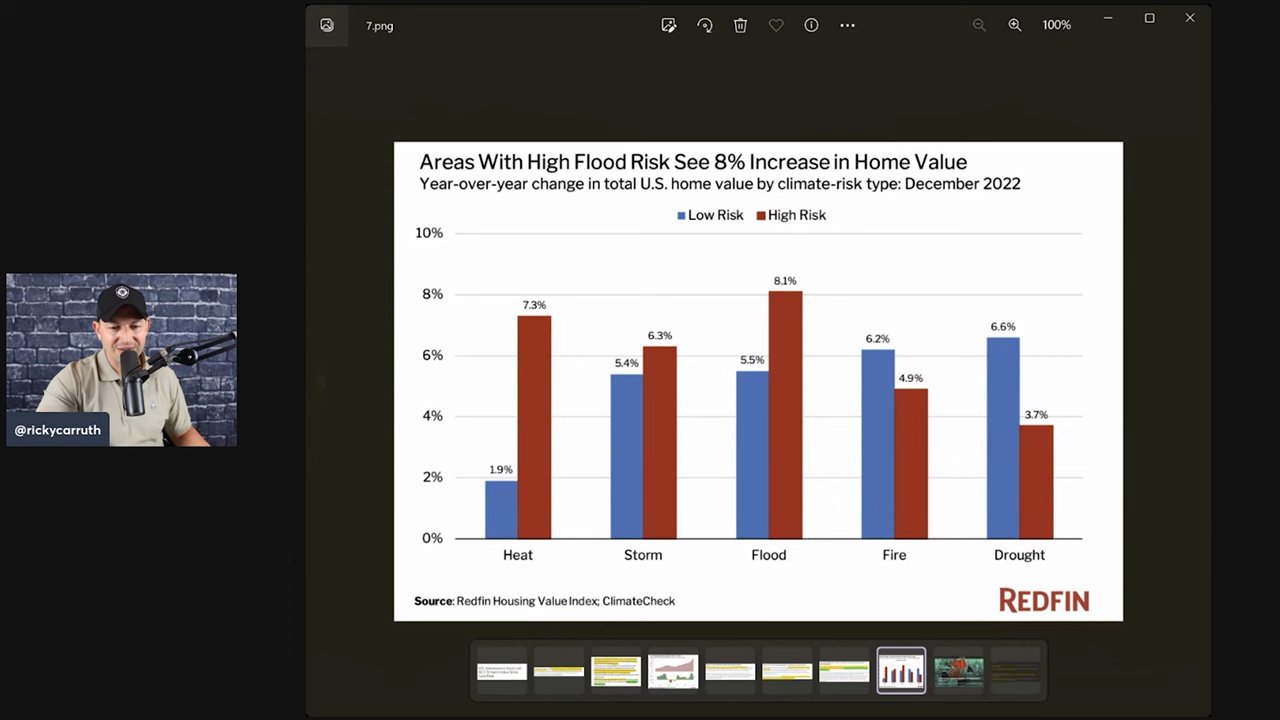 7.png
100%
Areas With High Flood Risk See 8% Increase in Home Value
Year-over-year change in total U.S. home value by climate-risk type: December 2022
Low Risk High Risk
10%
8%
6%
4%
2%
0%
1.9%
7.3%
5.4%
6.3%
5.5%
8.1%
6.2%
4.9%
6.6%
3.7%
Heat Storm Flood Fire Drought
Source: Redfin Housing Value Index; ClimateCheck
REDFIN
@rickycarruth